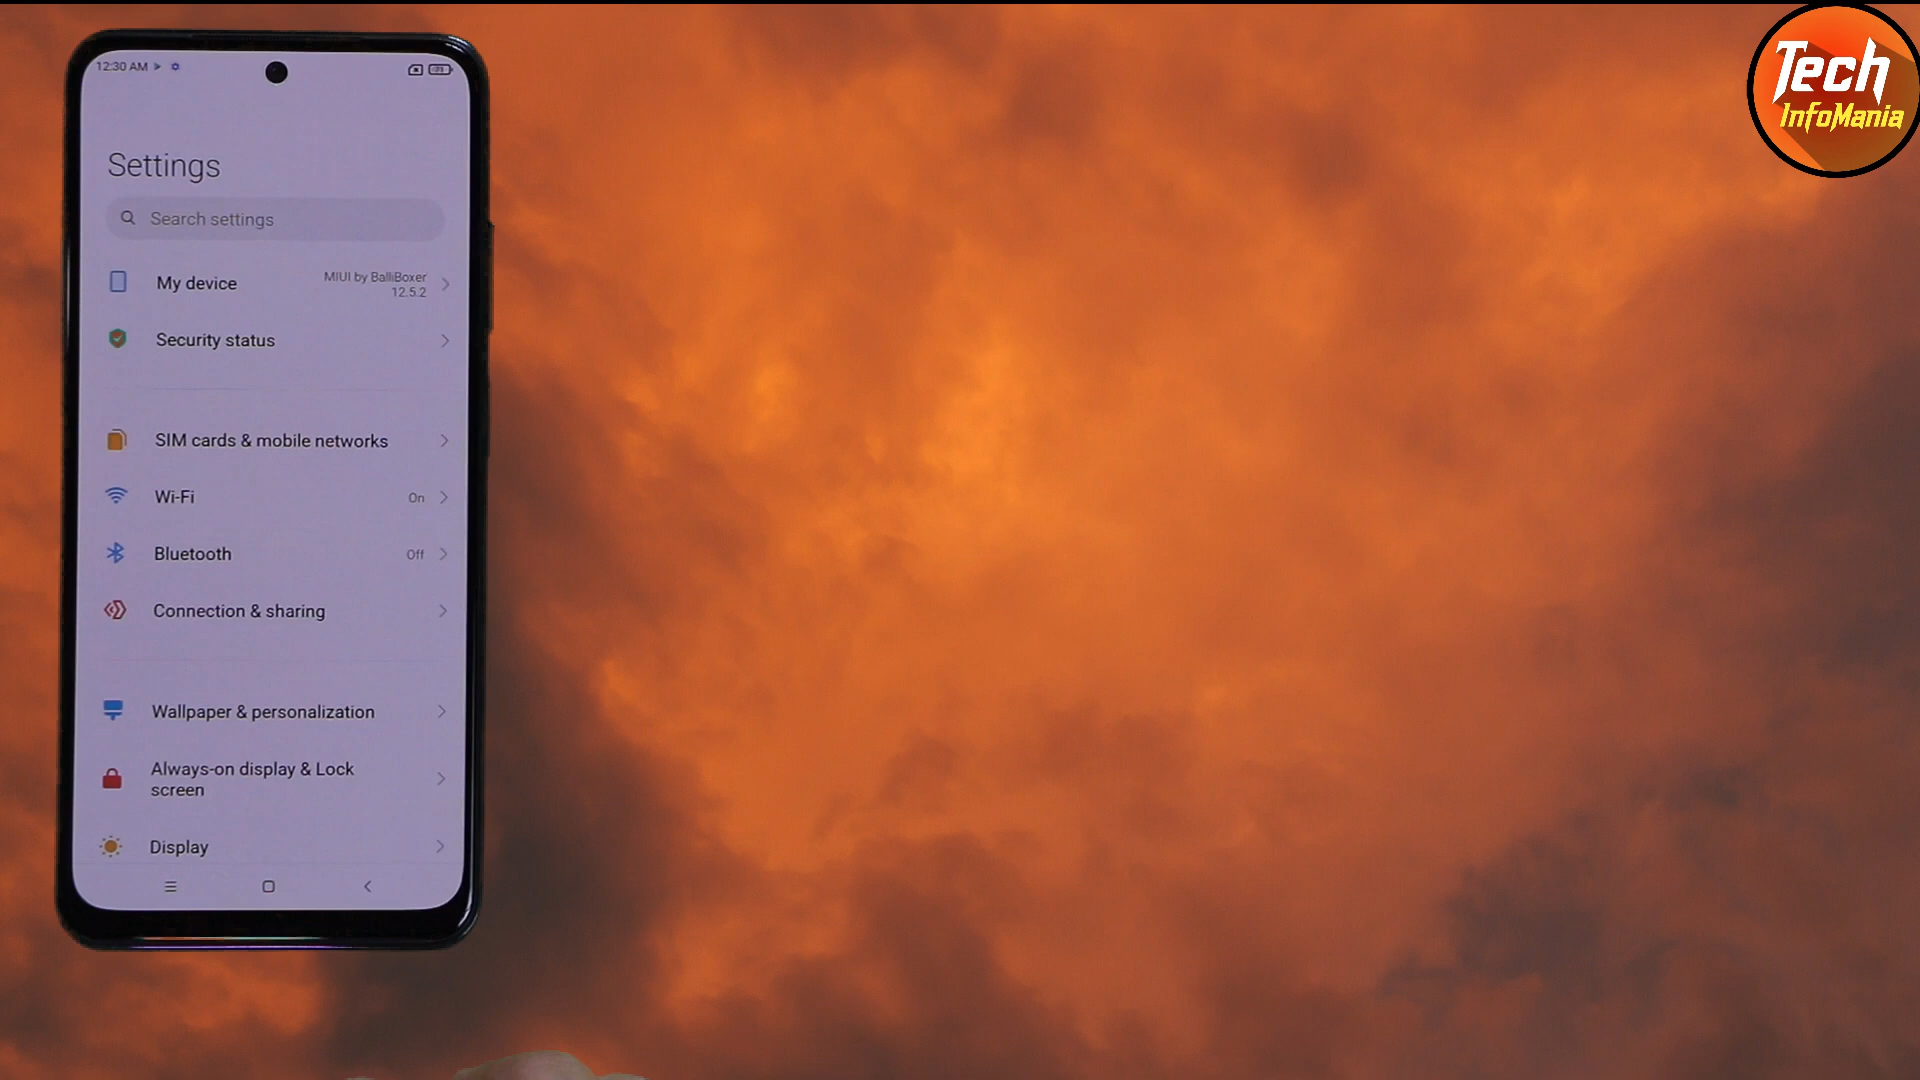 Tech
InfoMania
12:30 AM
Settings
Search settings
My device
MIUI by BalliBoxer
12.5.2
Security status
SIM cards & mobile networks
Wi-Fi
On
Bluetooth
Off
Connection & sharing
Wallpaper & personalization
Always-on display & Lock
screen
Display